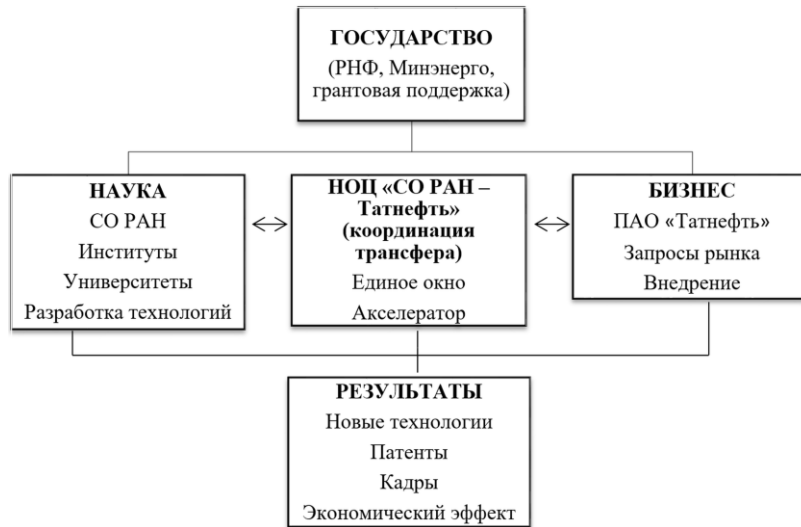 ГОСУДАРСТВО
(РНФ, Минэнерго,
грантовая поддержка)
НАУКА
СО РАН
Институты
Университеты
Разработка технологий
НОЦ «СО РАН –
Татнефть»
(координация
трансфера)
Единое окно
Акселератор
БИЗНЕС
ПАО «Татнефть»
Запросы рынка
Внедрение
РЕЗУЛЬТАТЫ
Новые технологии
Патенты
Кадры
Экономический эффект